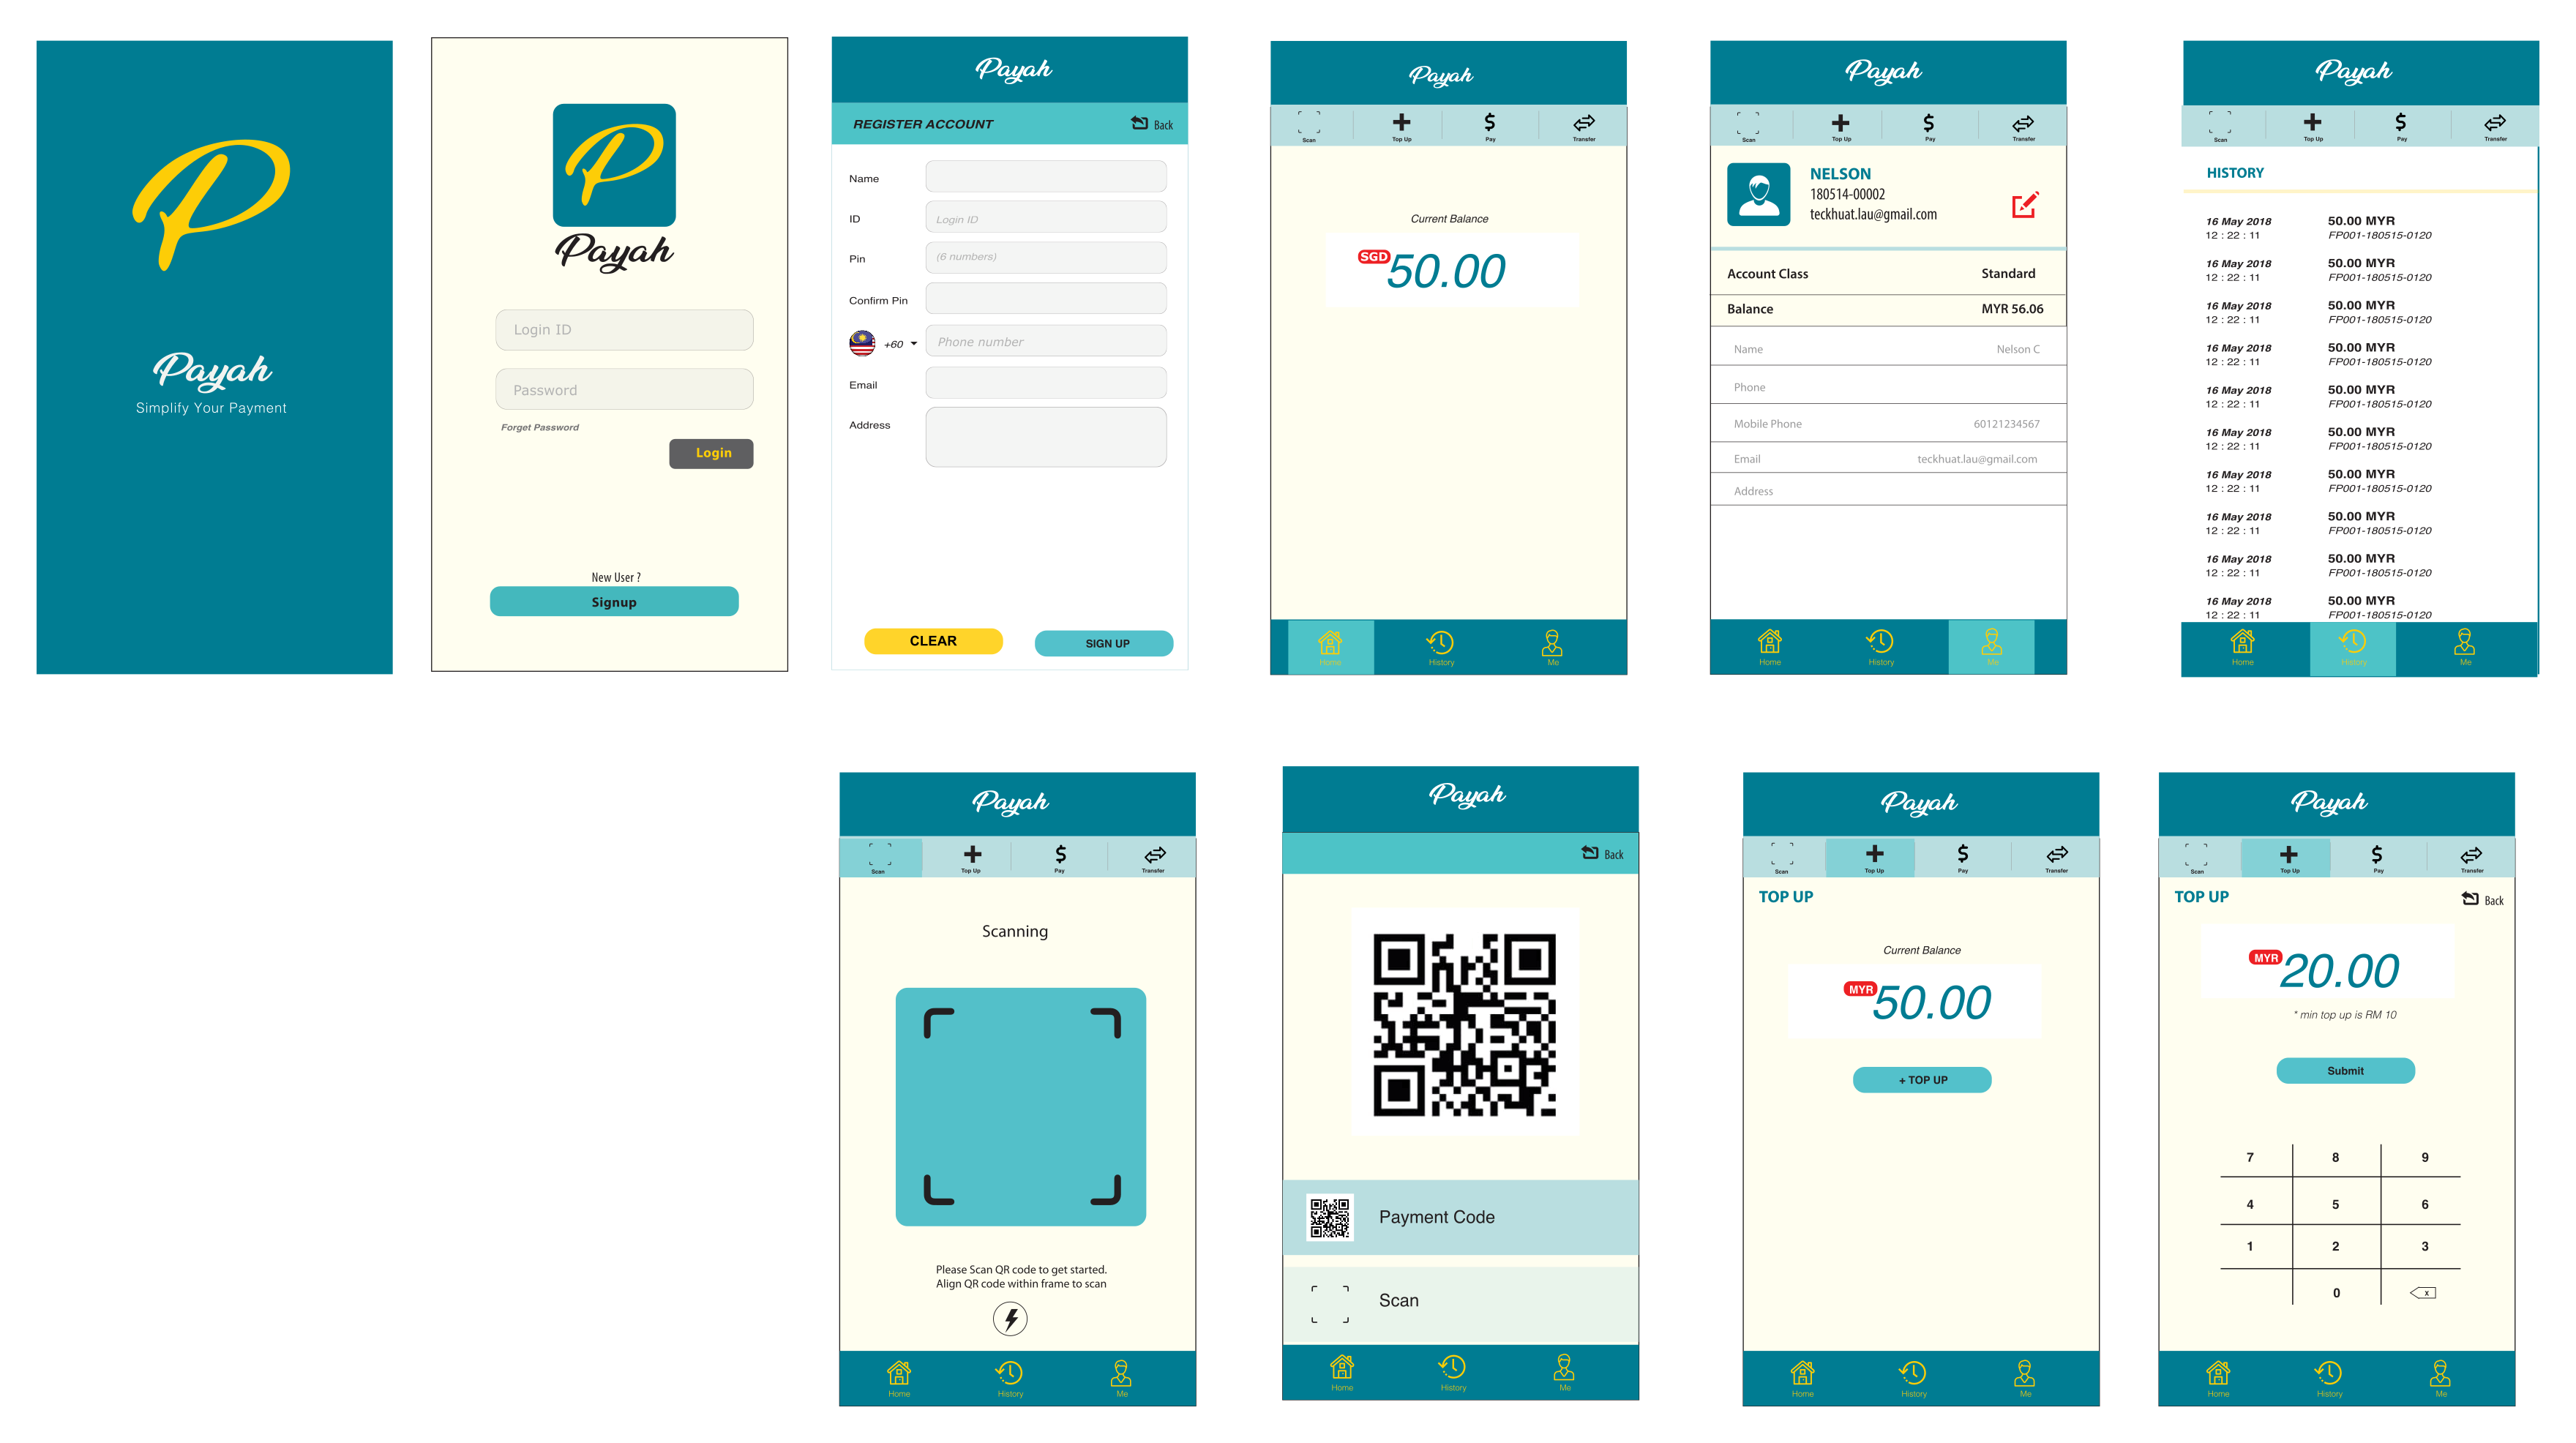 P
Payah
Simplify Your Payment
P
Payah
Login ID
Password
Forget Password
Login
New User ?
Signup
Payah
REGISTER ACCOUNT
Back
Name
ID
Login ID
Pin
(6 numbers)
Confirm Pin
+60
Phone number
Email
Address
CLEAR
SIGN UP
Payah
Scan
Top Up
$
Pay
Transfer
Current Balance
SGD
50.00
Home
History
Me
Payah
Scan
Top Up
$
Pay
Transfer
NELSON
180514-00002
teckhuat.lau@gmail.com
Account Class Standard
Balance MYR 56.06
Name Nelson C
Phone
Mobile Phone 60121234567
Email teckhuat.lau@gmail.com
Address
Home
History
Me
Payah
Scan
Top Up
$
Pay
Transfer
HISTORY
16 May 2018 50.00 MYR
12 : 22 : 11 FP001-180515-0120
16 May 2018 50.00 MYR
12 : 22 : 11 FP001-180515-0120
16 May 2018 50.00 MYR
12 : 22 : 11 FP001-180515-0120
16 May 2018 50.00 MYR
12 : 22 : 11 FP001-180515-0120
16 May 2018 50.00 MYR
12 : 22 : 11 FP001-180515-0120
16 May 2018 50.00 MYR
12 : 22 : 11 FP001-180515-0120
16 May 2018 50.00 MYR
12 : 22 : 11 FP001-180515-0120
16 May 2018 50.00 MYR
12 : 22 : 11 FP001-180515-0120
16 May 2018 50.00 MYR
12 : 22 : 11 FP001-180515-0120
16 May 2018 50.00 MYR
12 : 22 : 11 FP001-180515-0120
Home
History
Me
Payah
Scan
Top Up
$
Pay
Transfer
Scanning
Please Scan QR code to get started.
Align QR code within frame to scan
Home
History
Me
Payah
Back
Payment Code
Scan
Home
History
Me
Payah
Scan
Top Up
$
Pay
Transfer
TOP UP
Current Balance
MYR
50.00
+ TOP UP
Home
History
Me
Payah
Scan
Top Up
$
Pay
Transfer
TOP UP
Back
MYR
20.00
* min top up is RM 10
Submit
7 8 9
4 5 6
1 2 3
0 x
Home
History
Me